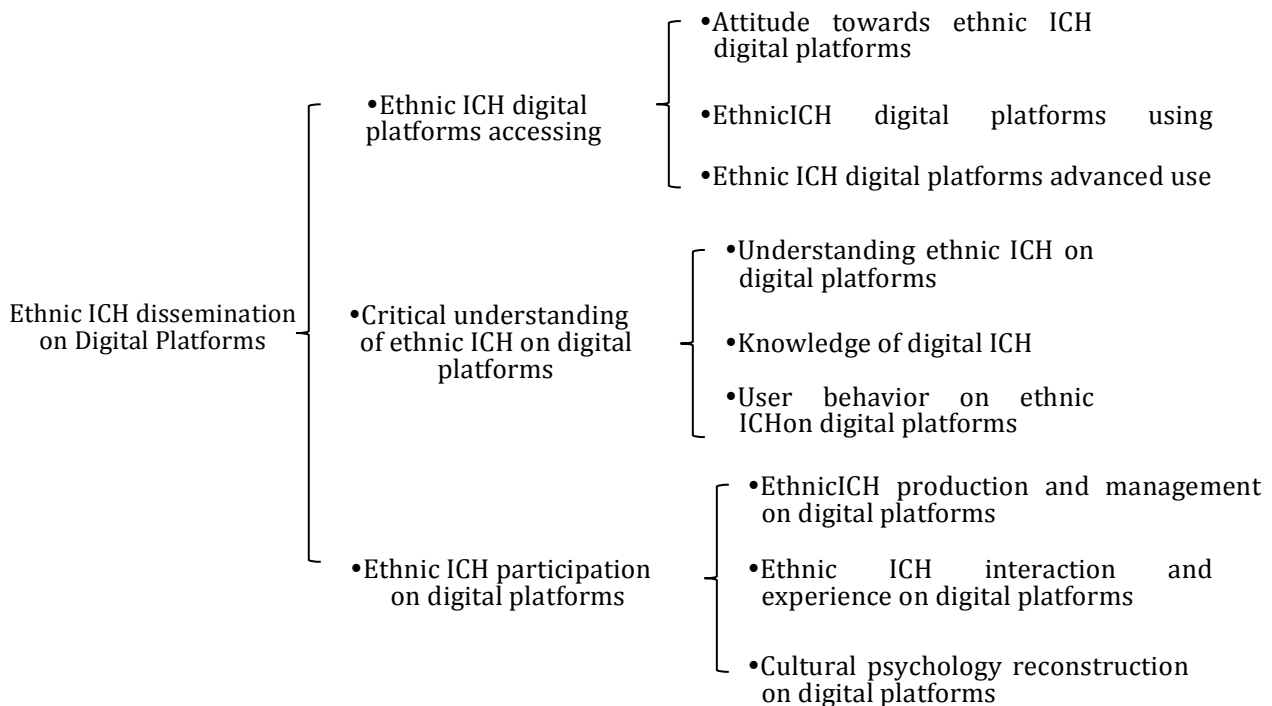 Ethnic ICH dissemination
on Digital Platforms
•Ethnic ICH digital
platforms accessing
•Attitude towards ethnic ICH
digital platforms
•EthnicICH digital platforms using
•Ethnic ICH digital platforms advanced use
•Critical understanding
of ethnic ICH on digital
platforms
•Understanding ethnic ICH on
digital platforms
•Knowledge of digital ICH
•User behavior on ethnic
ICHon digital platforms
•Ethnic ICH participation
on digital platforms
•EthnicICH production and management
on digital platforms
•Ethnic ICH interaction and
experience on digital platforms
•Cultural psychology reconstruction
on digital platforms